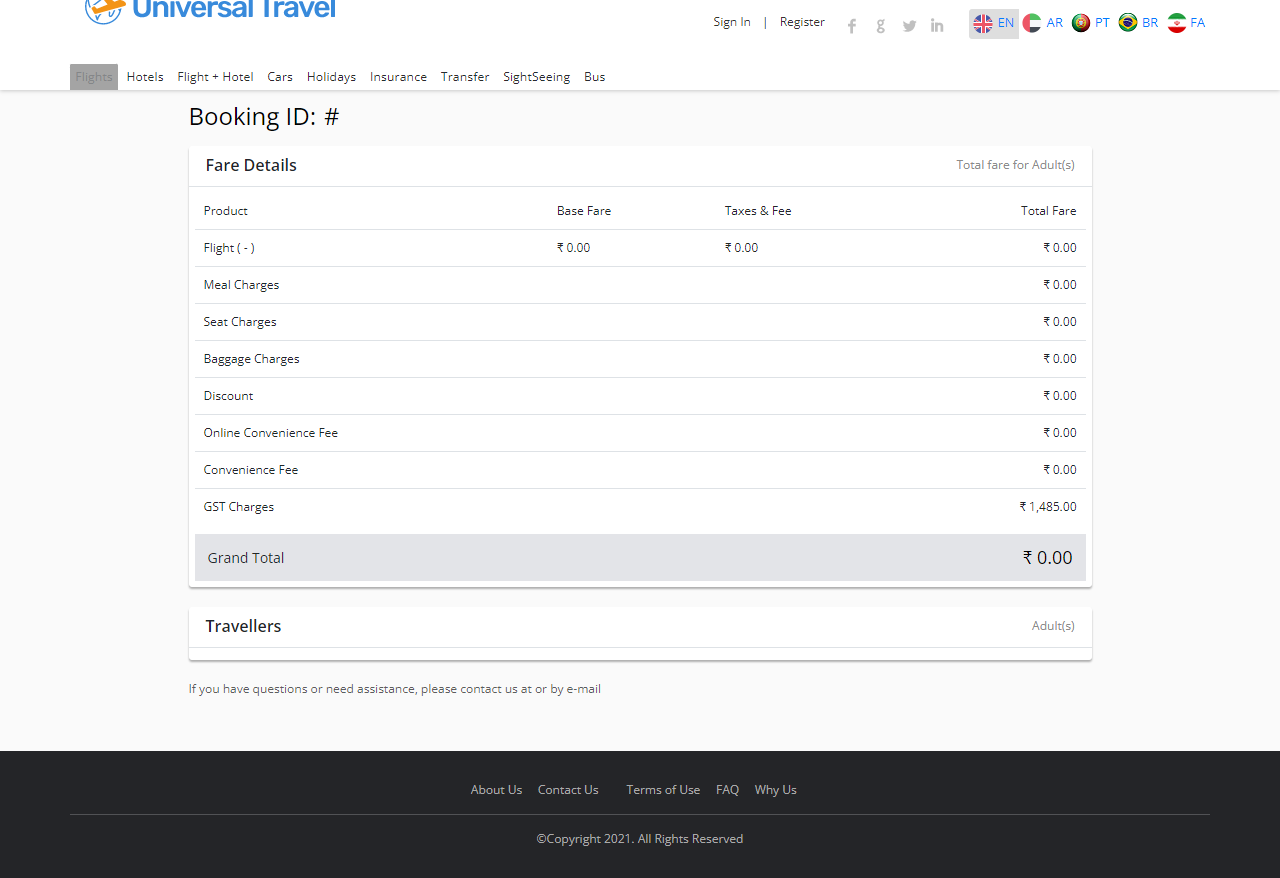 Universal Travel
Sign In | Register EN AR PT BR FA
Flights Hotels Flight + Hotel Cars Holidays Insurance Transfer SightSeeing Bus
Booking ID: #
Fare Details Total fare for Adult(s)
Product Base Fare Taxes & Fee Total Fare
Flight ( - ) ₹ 0.00 ₹ 0.00 ₹ 0.00
Meal Charges ₹ 0.00
Seat Charges ₹ 0.00
Baggage Charges ₹ 0.00
Discount ₹ 0.00
Online Convenience Fee ₹ 0.00
Convenience Fee ₹ 0.00
GST Charges ₹ 1,485.00
Grand Total ₹ 0.00
Travellers Adult(s)
If you have questions or need assistance, please contact us at or by e-mail
About Us Contact Us Terms of Use FAQ Why Us
©Copyright 2021. All Rights Reserved